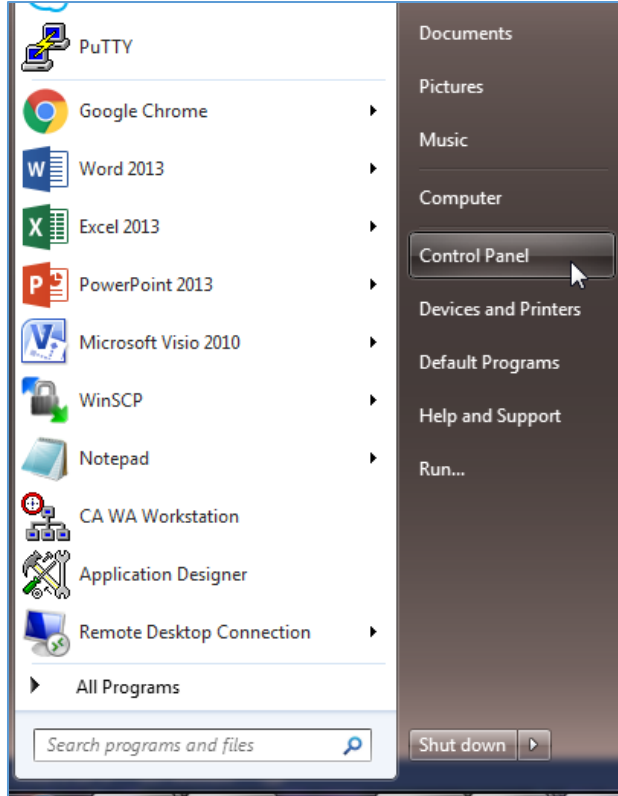 PuTTY
Google Chrome
Word 2013
Excel 2013
PowerPoint 2013
Microsoft Visio 2010
WinSCP
Notepad
CA WA Workstation
Application Designer
Remote Desktop Connection
All Programs
Search programs and files
Documents
Pictures
Music
Computer
Control Panel
Devices and Printers
Default Programs
Help and Support
Run...
Shut down